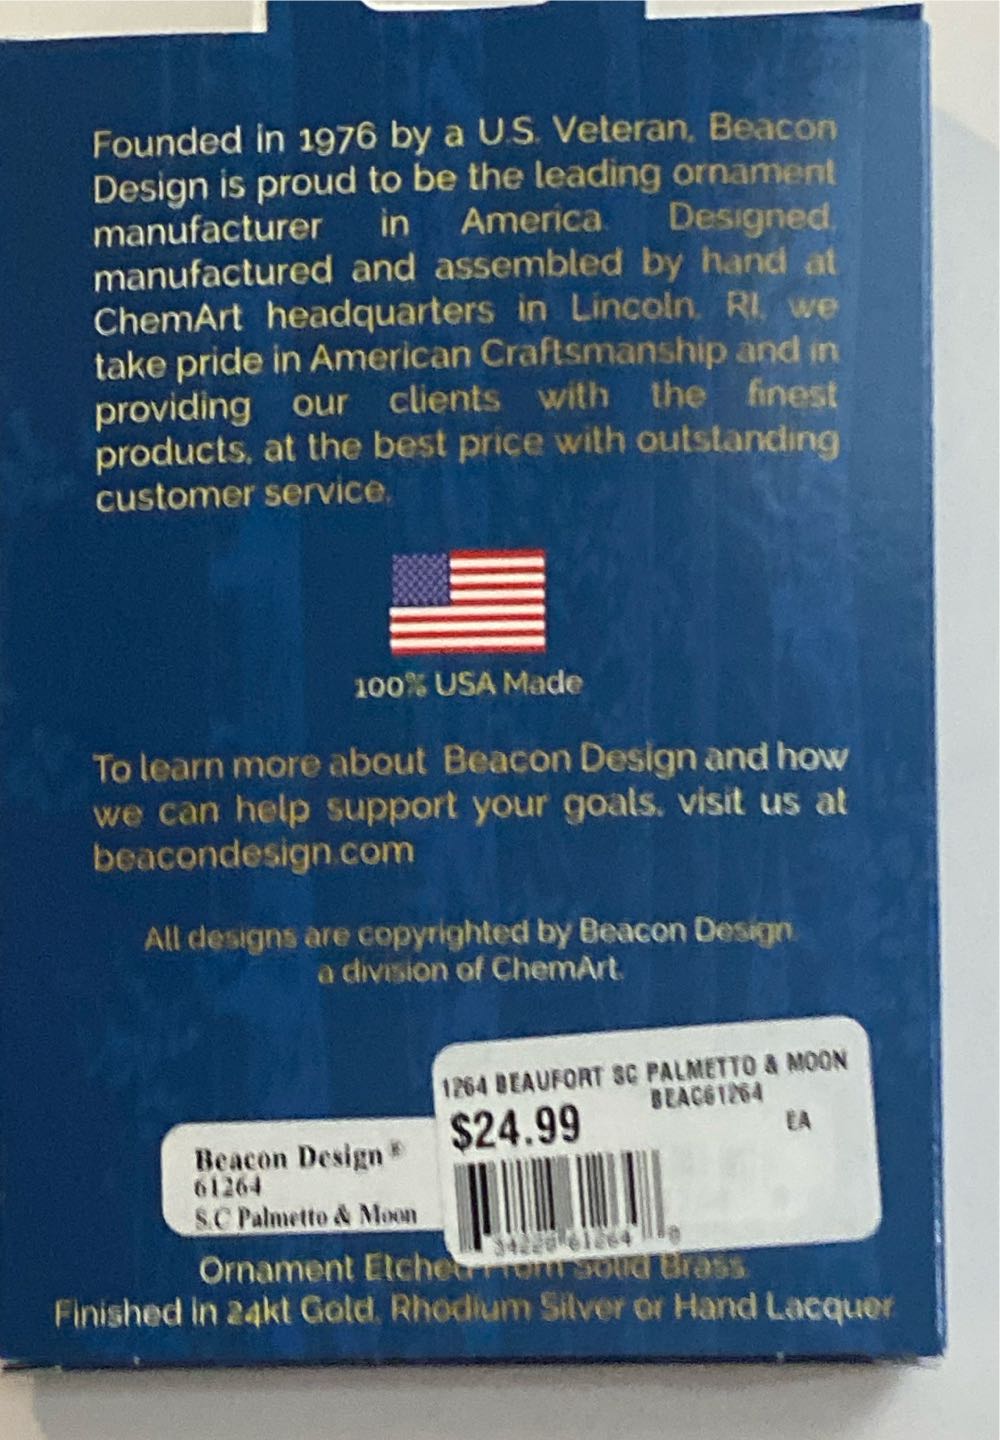 Founded in 1976 by a U.S. Veteran, Beacon
Design is proud to be the leading ornament
manufacturer in America. Designed,
manufactured and assembled by hand at
ChemArt headquarters in Lincoln, RI, we
take pride in American Craftsmanship and in
providing our clients with the finest
products, at the best price with outstanding
customer service.
100% USA Made
To learn more about Beacon Design and how
we can help support your goals, visit us at
beacondesign.com
All designs are copyrighted by Beacon Design
a division of ChemArt.
1264 BEAUFORT SC PALMETTO & MOON
BEAC61264
$24.99
EA
Beacon Design®
61264
S.C Palmetto & Moon
61264
Ornament Etched From Solid Brass
Finished in 24kt Gold, Rhodium Silver or Hand Lacquer